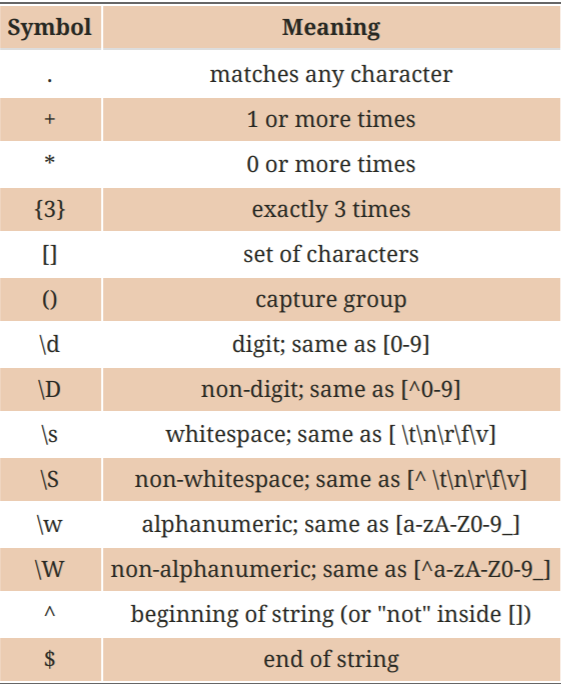 Symbol Meaning
. matches any character
+ 1 or more times
* 0 or more times
{3} exactly 3 times
[] set of characters
() capture group
\d digit; same as [0-9]
\D non-digit; same as [^0-9]
\s whitespace; same as [ \t\n\r\f\v]
\S non-whitespace; same as [^ \t\n\r\f\v]
\w alphanumeric; same as [a-zA-Z0-9_]
\W non-alphanumeric; same as [^a-zA-Z0-9_]
^ beginning of string (or "not" inside [])
$ end of string